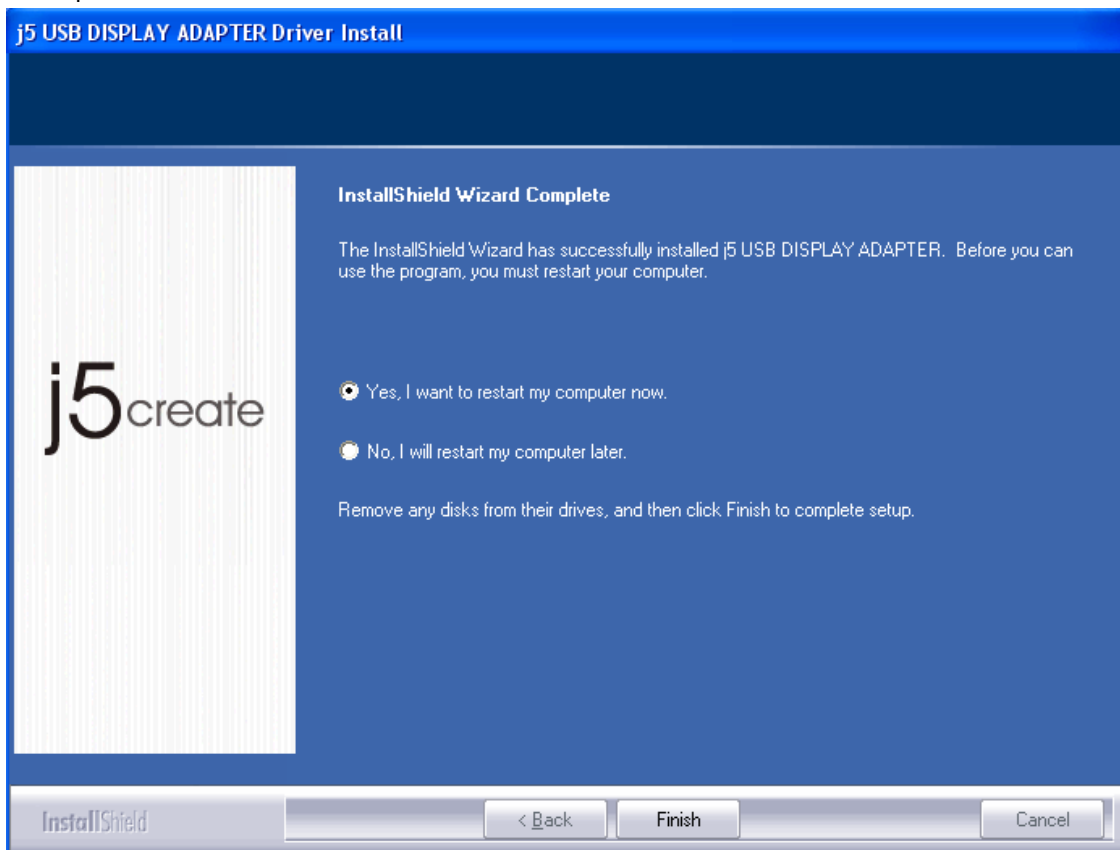 j5 USB DISPLAY ADAPTER Driver Install
InstallShield Wizard Complete
The InstallShield Wizard has successfully installed j5 USB DISPLAY ADAPTER. Before you can
use the program, you must restart your computer.
j5create
Yes, I want to restart my computer now.
No, I will restart my computer later.
Remove any disks from their drives, and then click Finish to complete setup.
InstallShield
< Back
Finish
Cancel